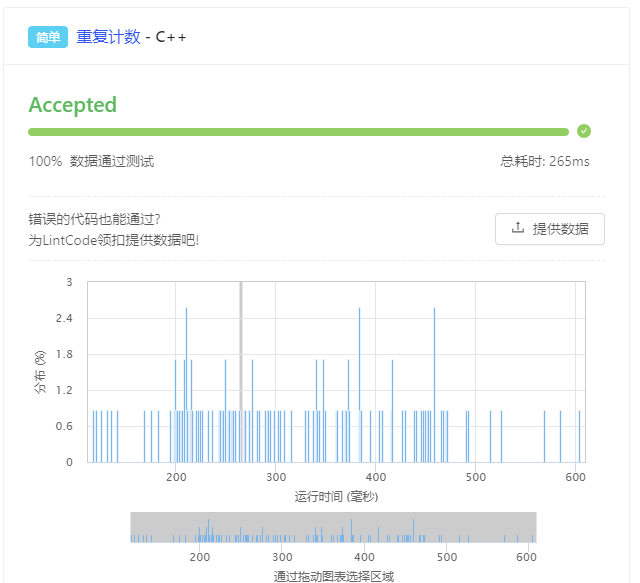 简单 重复计数 - C++
Accepted
100% 数据通过测试 总耗时: 265ms
错误的代码也能通过?
为LintCode领扣提供数据吧!
提供数据
3
2.4
1.8
1.2
0.6
0
分布 (%)
200 300 400 500 600
运行时间 (毫秒)
200 300 400 500 600
通过拖动图表选择区域